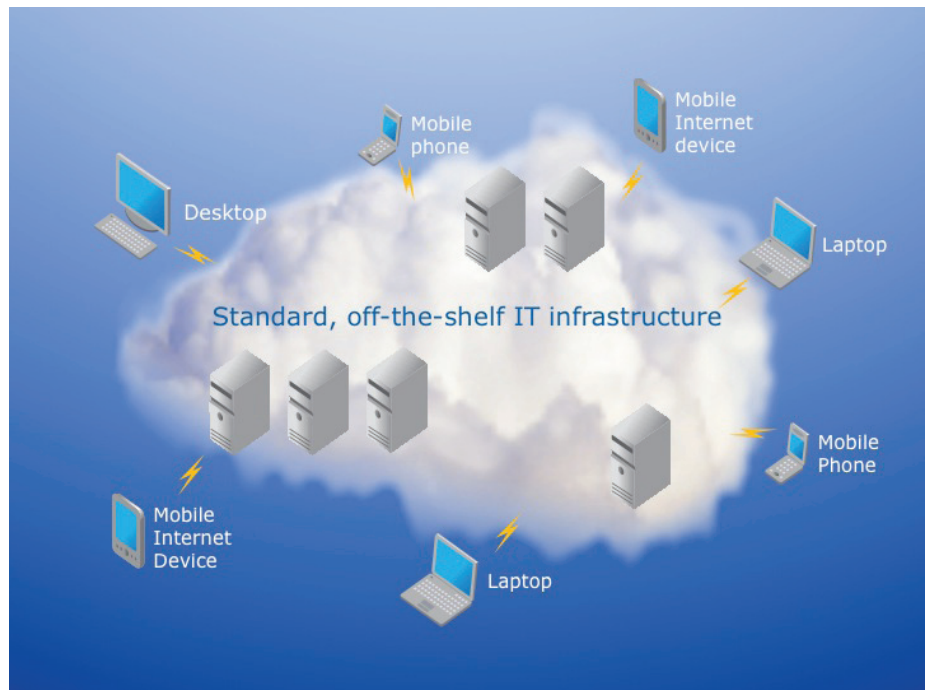 Mobile
Internet
device
Mobile
phone
Desktop
Laptop
Standard, off-the-shelf IT infrastructure
Mobile
Phone
Mobile
Internet
Device
Laptop